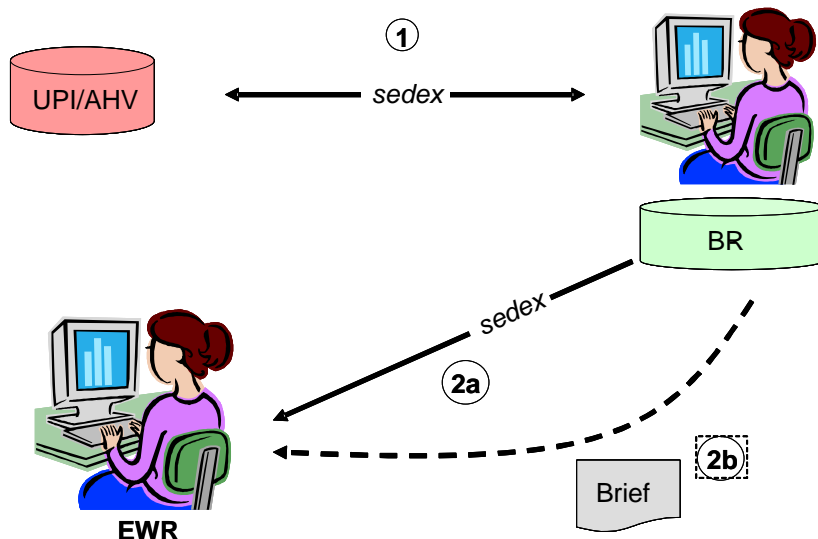 1
UPI/AHV
sedex
BR
sedex
2a
2b
Brief
EWR